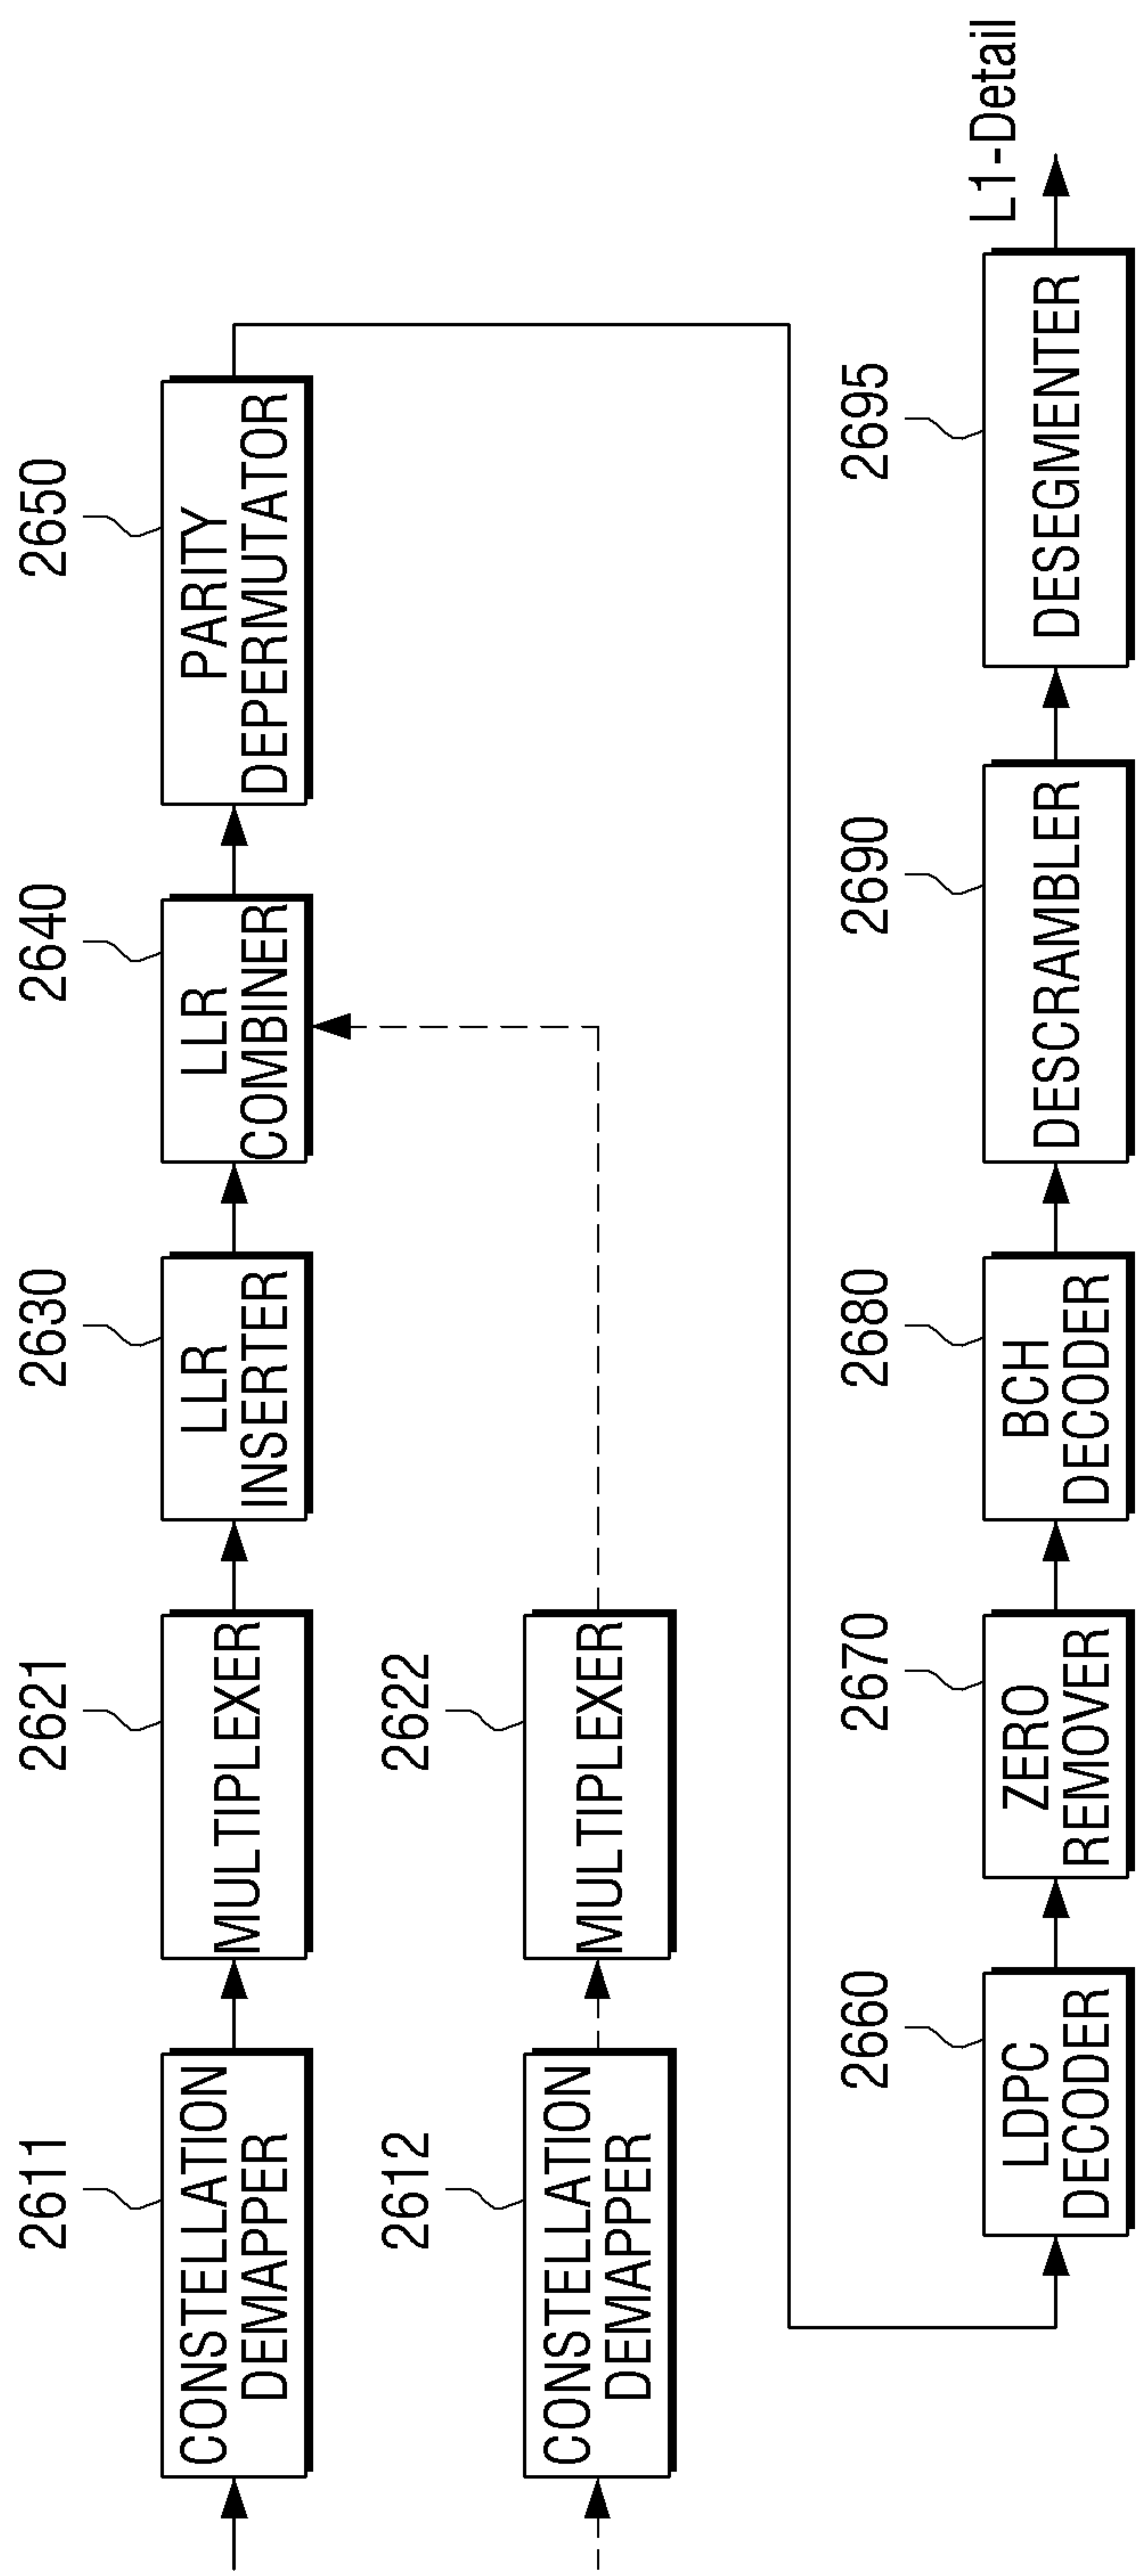 2611
CONSTELLATION
DEMAPPER
2621
MULTIPLEXER
2630
LLR
INSERTER
2640
LLR
COMBINER
2650
PARITY
DEPERMUTATOR
2612
CONSTELLATION
DEMAPPER
2622
MULTIPLEXER
2660
LDPC
DECODER
2670
ZERO
REMOVER
2680
BCH
DECODER
2690
DESCRAMBLER
2695
DESEGMENTER
L1-Detail